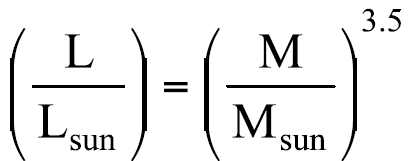 (L / L_sun) = (M / M_sun)^3.5